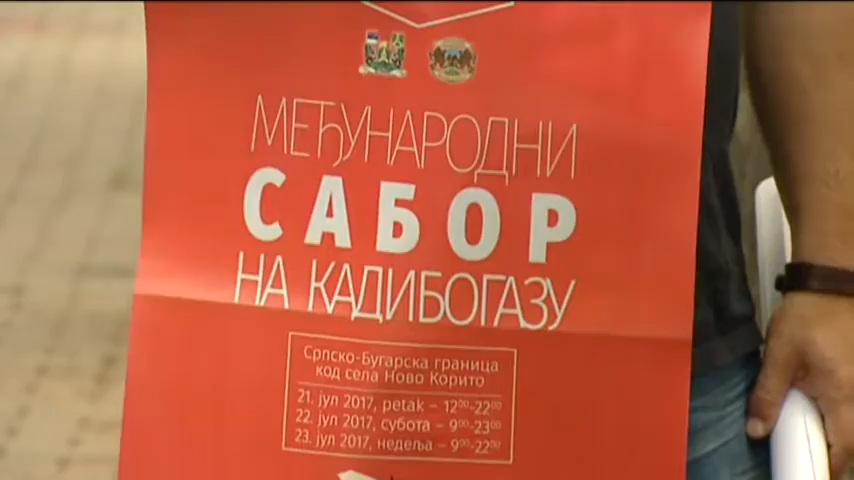 МЕЂУНАРОДНИ
САБОР
НА КАДИБОГАЗУ
Српско-Бугарска граница
код села Ново Корито
21. јул 2017, petak – 12⁰⁰-22⁰⁰
22. јул 2017, субота – 9⁰⁰-23⁰⁰
23. јул 2017, недеља – 9⁰⁰-22⁰⁰